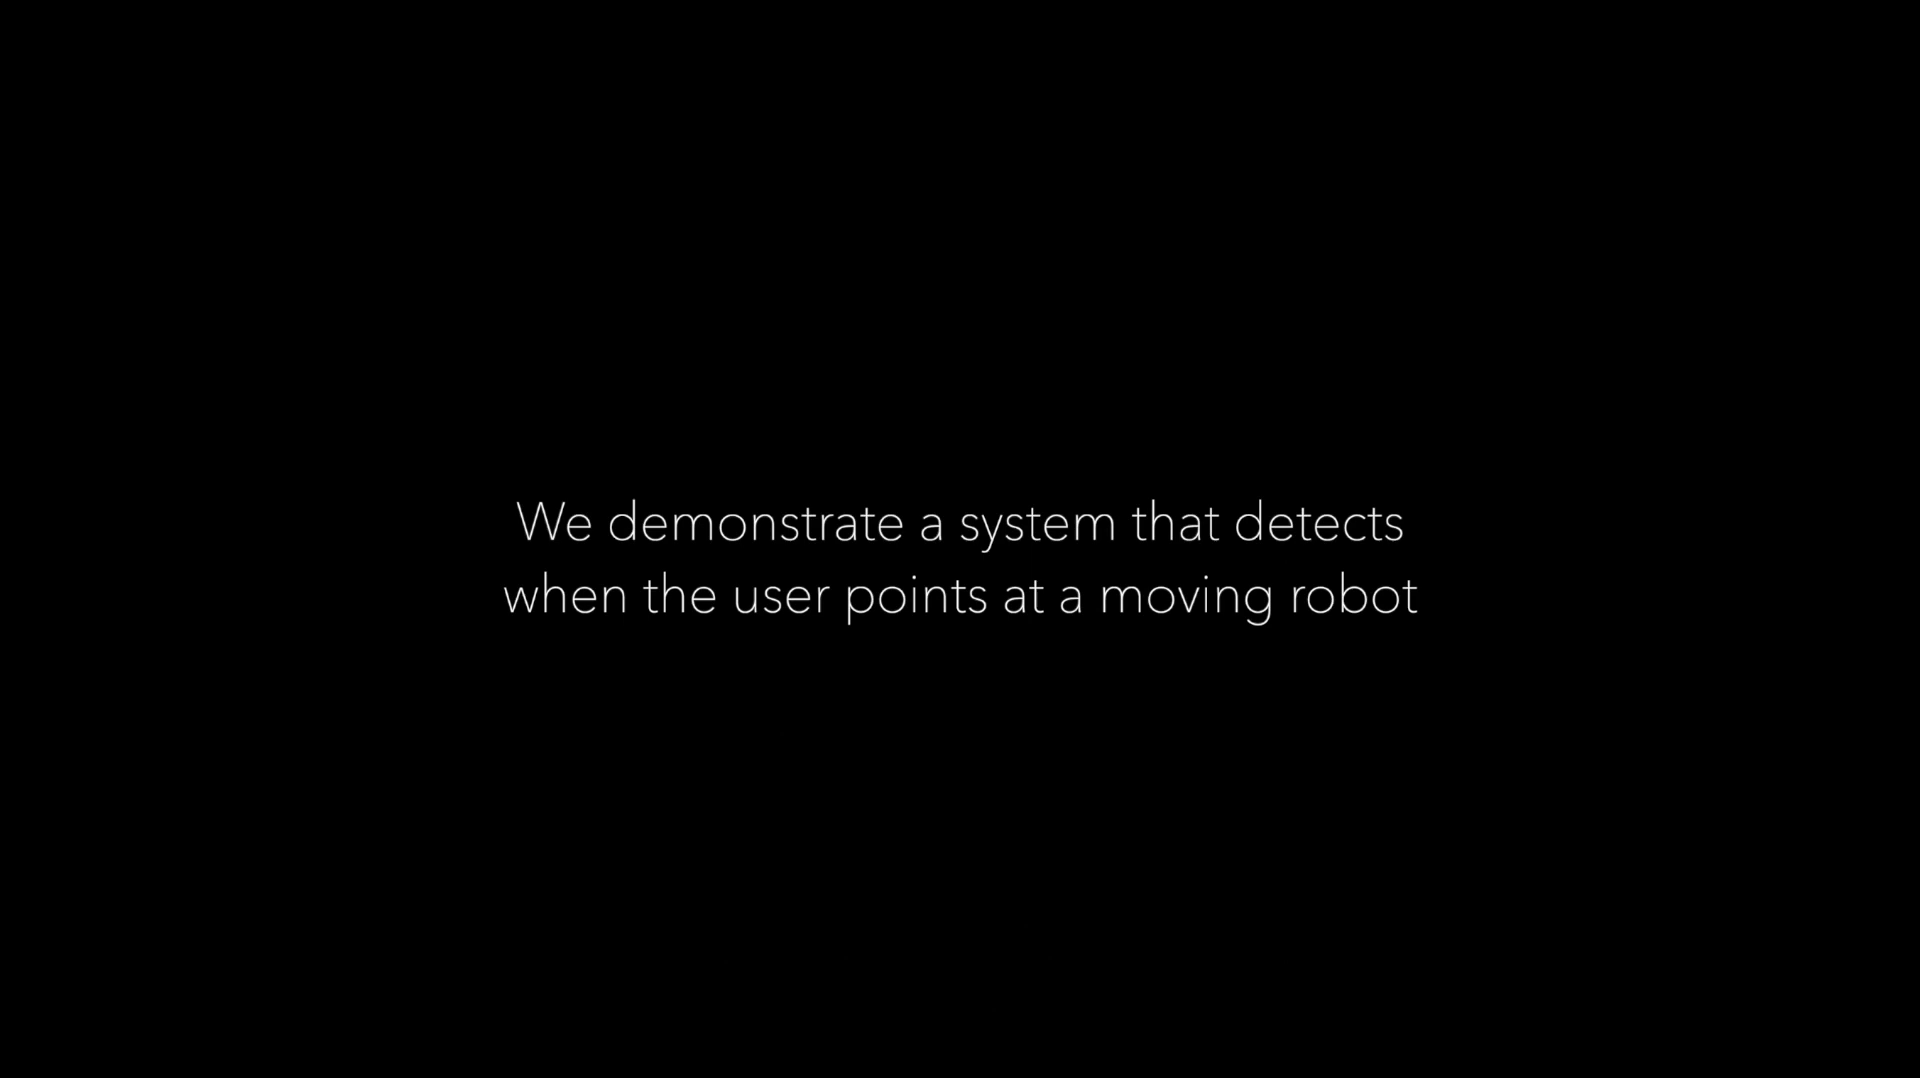 We demonstrate a system that detects
when the user points at a moving robot